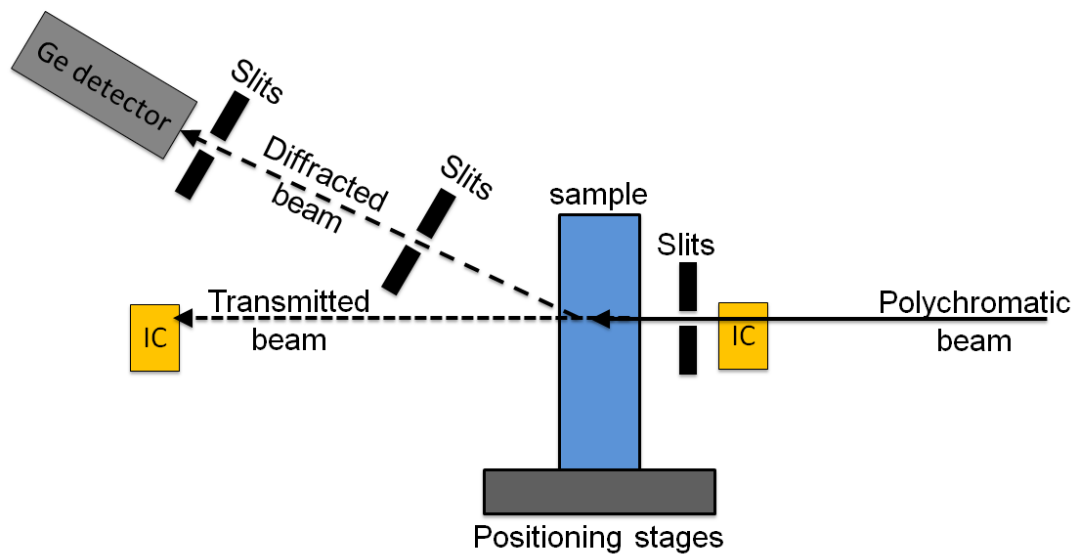 Ge detector
Slits
Diffracted
beam
Slits
sample
Slits
Transmitted
beam
IC
IC
Polychromatic
beam
Positioning stages